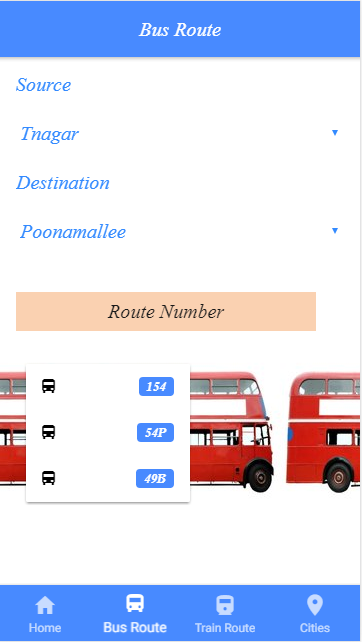 Bus Route
Source
Tnagar
Destination
Poonamallee
Route Number
154
54P
49B
Home
Bus Route
Train Route
Cities